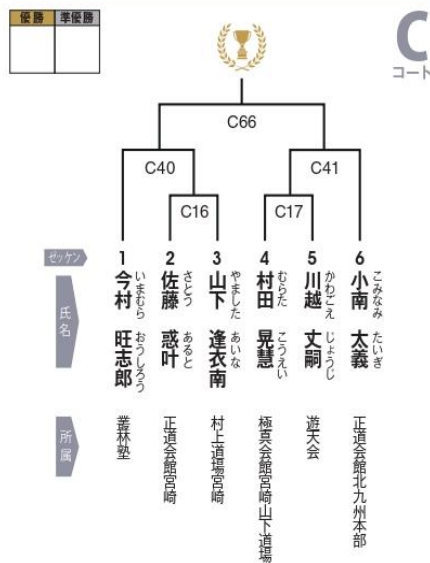 優勝 準優勝
C
コート
C66
C40 C41
C16 C17
ゼッケン
1 2 3 4 5 6
氏名
今村 旺志郎
いまむら おうしろう
佐藤 惑叶
さとう あると
山下 逢衣南
やました あいな
村田 晃慧
むらた こうえい
川越 丈嗣
かわごえ じょうじ
小南 太義
こみなみ たいぎ
所属
叢林塾
正道会館宮崎
村上道場宮崎
極真会館宮崎山下道場
遊天会
正道会館北九州本部